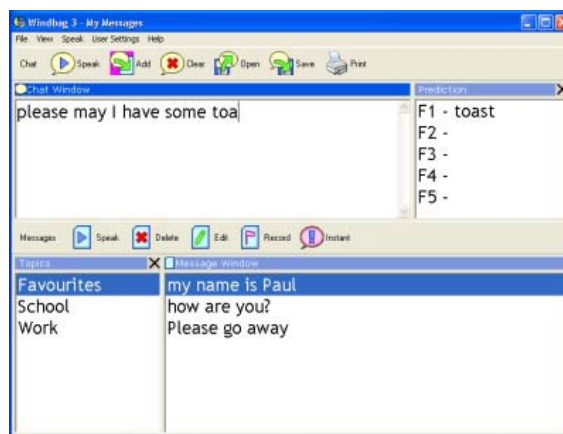 Windbag 3 - My Messages
File View Speak User Settings Help
Chat Speak Add Clear Open Save Print
Chat Window
please may I have some toa
Prediction
F1 - toast
F2 -
F3 -
F4 -
F5 -
Messages Speak Delete Edit Record Instant
Topics
Favourites
School
Work
Message Window
my name is Paul
how are you?
Please go away